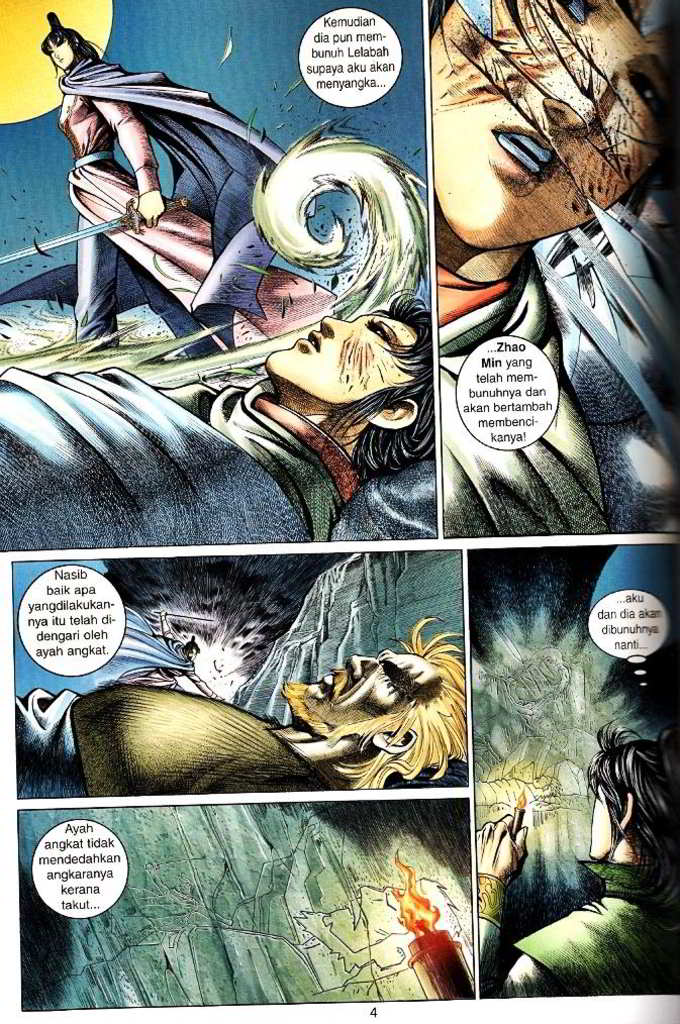 Kemudian
dia pun mem-
bunuh Lelabah
supaya aku akan
menyangka...
...Zhao
Min yang
telah mem-
bunuhnya dan
akan bertambah
membenci-
kanya!
Nasib
baik apa
yangdilakukan-
nya itu telah di-
dengari oleh
ayah angkat.
...aku
dan dia akan
dibunuhnya
nanti...
Ayah
angkat tidak
mendedahkan
angkaranya
kerana
takut...
4